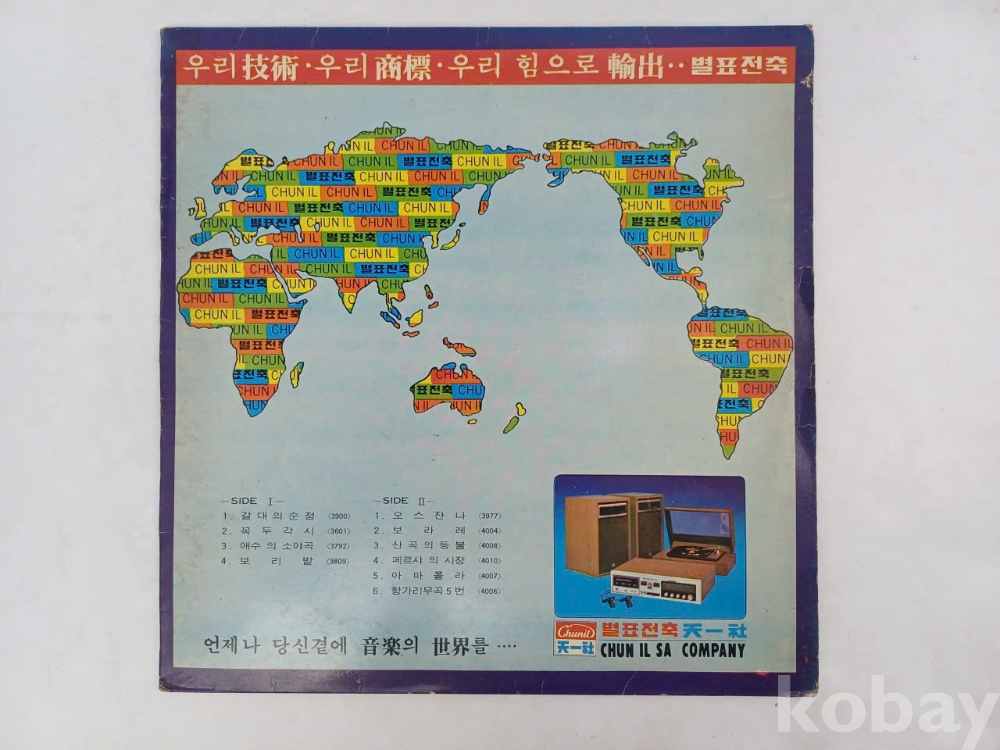 우리技術·우리商標·우리 힘으로 輸出··별표전축
별표전축 CHUN IL
—SIDE I—
1. 갈대의순정 (3900)
2. 꼭두각시 (3601)
3. 애수의소야곡 (3792)
4. 보리밭 (3809)
—SIDE II—
1. 오스잔나 (3977)
2. 보라레 (4004)
3. 산곡의등불 (4008)
4. 페르샤의시장 (4010)
5. 아마폴라 (4007)
6. 항가리무곡5번 (4006)
Chunil
天一社
별표전축 天一社
CHUN IL SA COMPANY
언제나 당신곁에 音楽의 世界를 ····
kobay